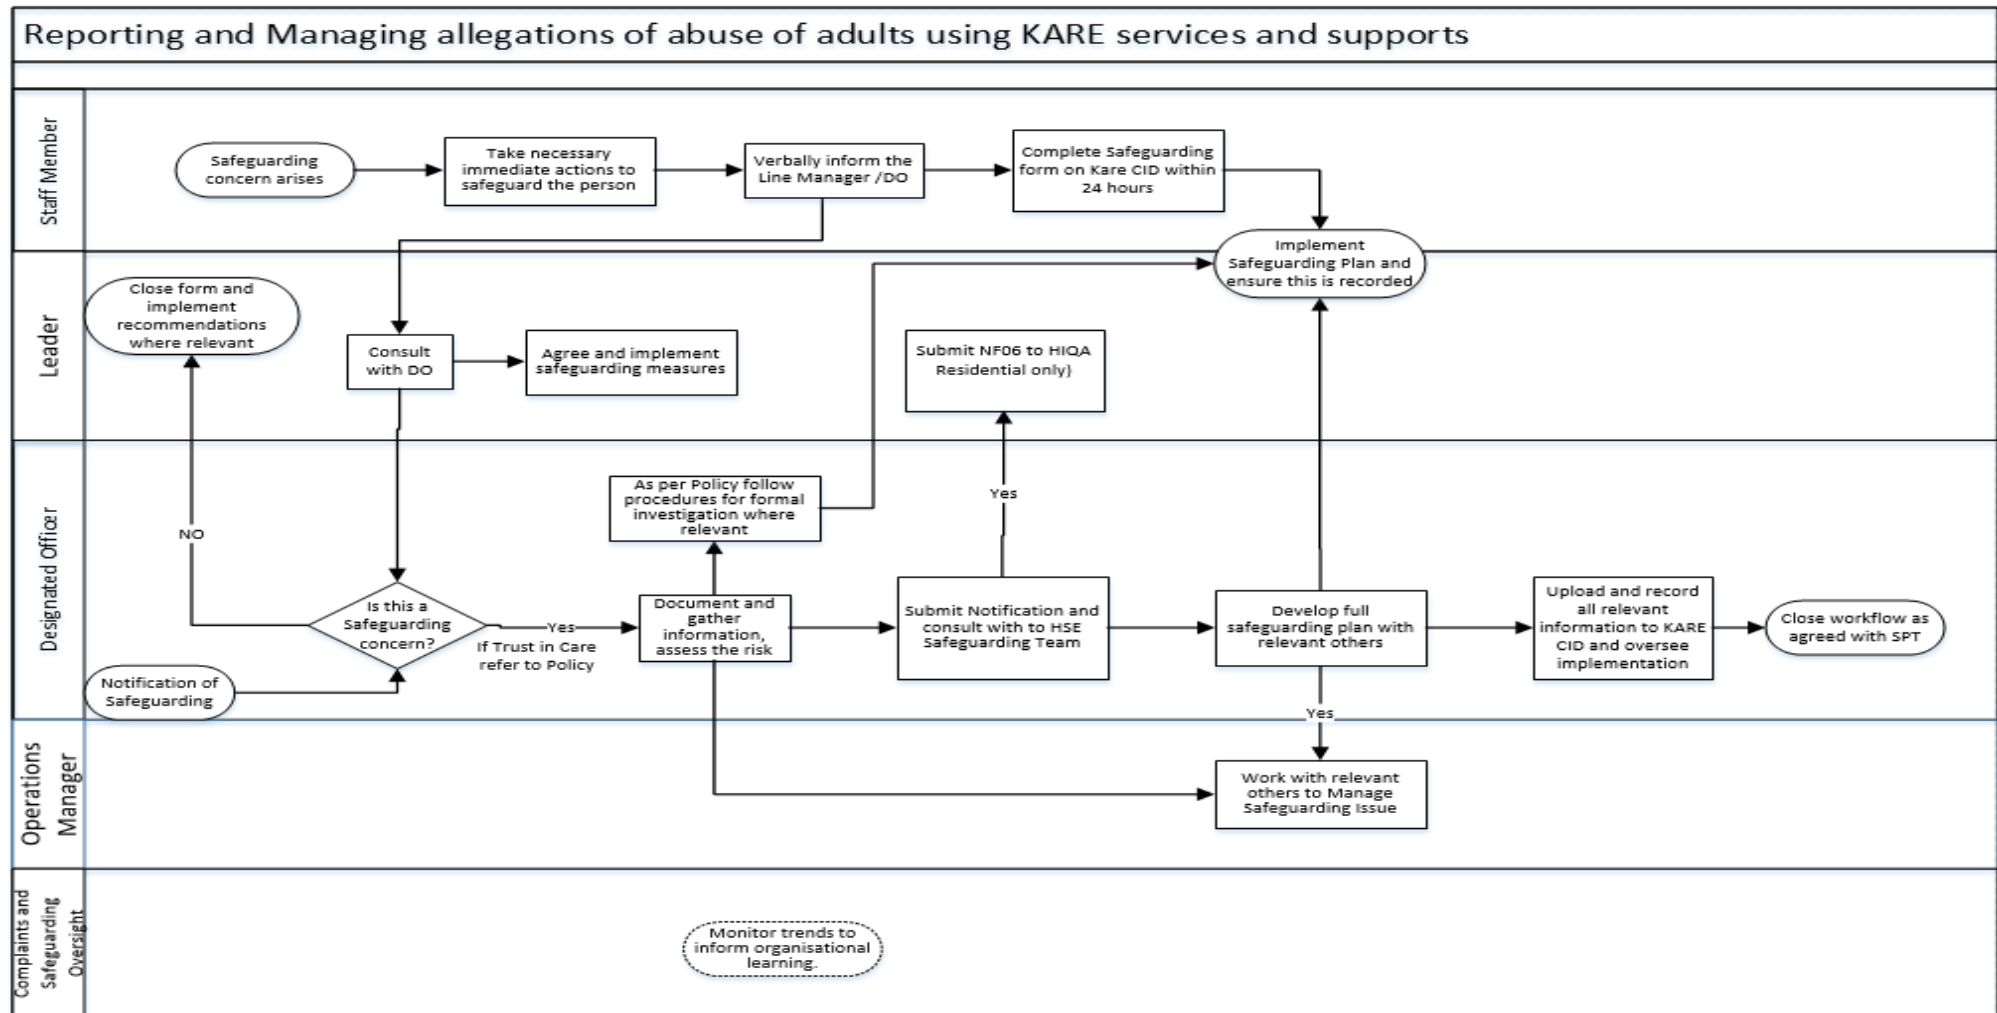 Reporting and Managing allegations of abuse of adults using KARE services and supports
Staff Member
Safeguarding
concern arises
Take necessary
immediate actions to
safeguard the person
Verbally inform the
Line Manager /DO
Complete Safeguarding
form on Kare CID within
24 hours
Implement
Safeguarding Plan and
ensure this is recorded
Leader
Close form and
implement
recommendations
where relevant
Consult
with DO
Agree and implement
safeguarding measures
Submit NF06 to HIQA
Residential only)
Designated Officer
As per Policy follow
procedures for formal
investigation where
relevant
Yes
NO
Is this a
Safeguarding
concern?
Yes
If Trust in Care
refer to Policy
Document and
gather
information,
assess the risk
Submit Notification and
consult with to HSE
Safeguarding Team
Develop full
safeguarding plan with
relevant others
Upload and record
all relevant
information to KARE
CID and oversee
implementation
Close workflow as
agreed with SPT
Notification of
Safeguarding
Yes
Operations
Manager
Work with relevant
others to Manage
Safeguarding Issue
Complaints and
Safeguarding
Oversight
Monitor trends to
inform organisational
learning.